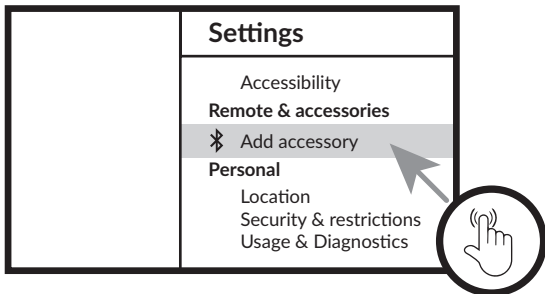 Settings
Accessibility
Remote & accessories
Add accessory
Personal
Location
Security & restrictions
Usage & Diagnostics